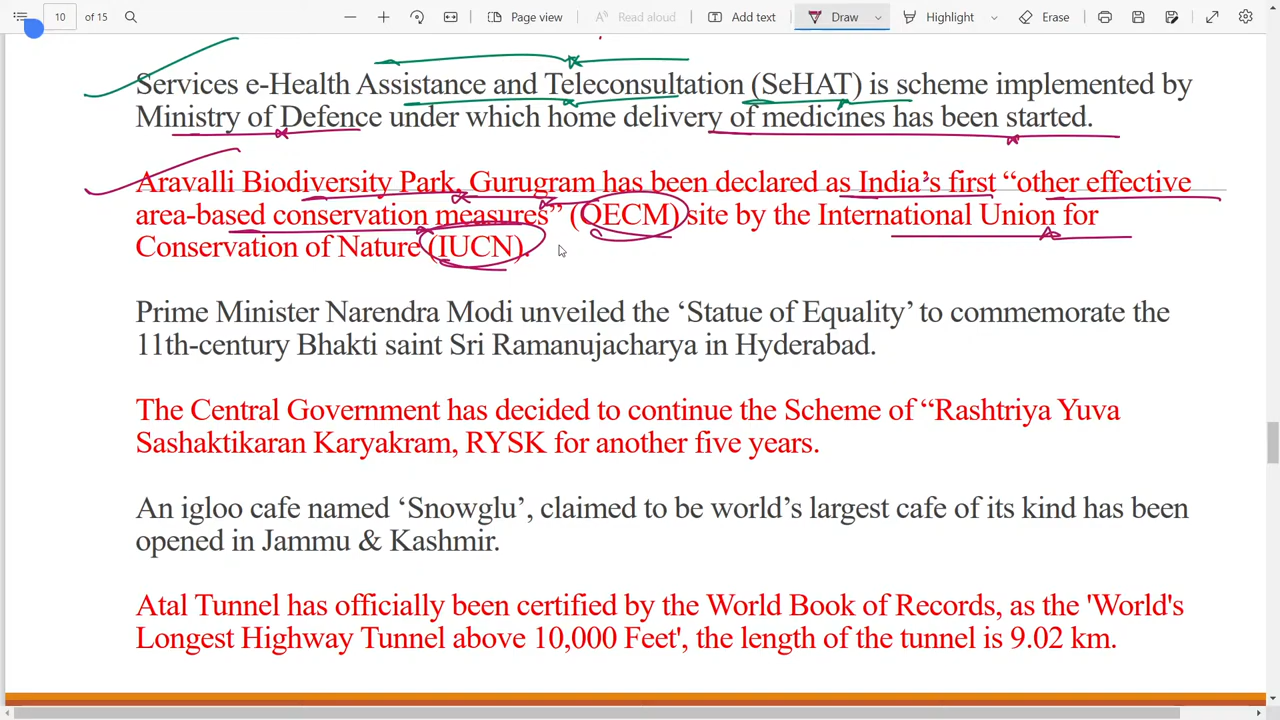 10 of 15 Page view Read aloud Add text Draw Highlight Erase
Services e-Health Assistance and Teleconsultation (SeHAT) is scheme implemented by
Ministry of Defence under which home delivery of medicines has been started.
Aravalli Biodiversity Park, Gurugram has been declared as India's first “other effective
area-based conservation measures” (OECM) site by the International Union for
Conservation of Nature (IUCN).
Prime Minister Narendra Modi unveiled the ‘Statue of Equality’ to commemorate the
11th-century Bhakti saint Sri Ramanujacharya in Hyderabad.
The Central Government has decided to continue the Scheme of “Rashtriya Yuva
Sashaktikaran Karyakram, RYSK for another five years.
An igloo cafe named ‘Snowglu’, claimed to be world’s largest cafe of its kind has been
opened in Jammu & Kashmir.
Atal Tunnel has officially been certified by the World Book of Records, as the 'World's
Longest Highway Tunnel above 10,000 Feet', the length of the tunnel is 9.02 km.